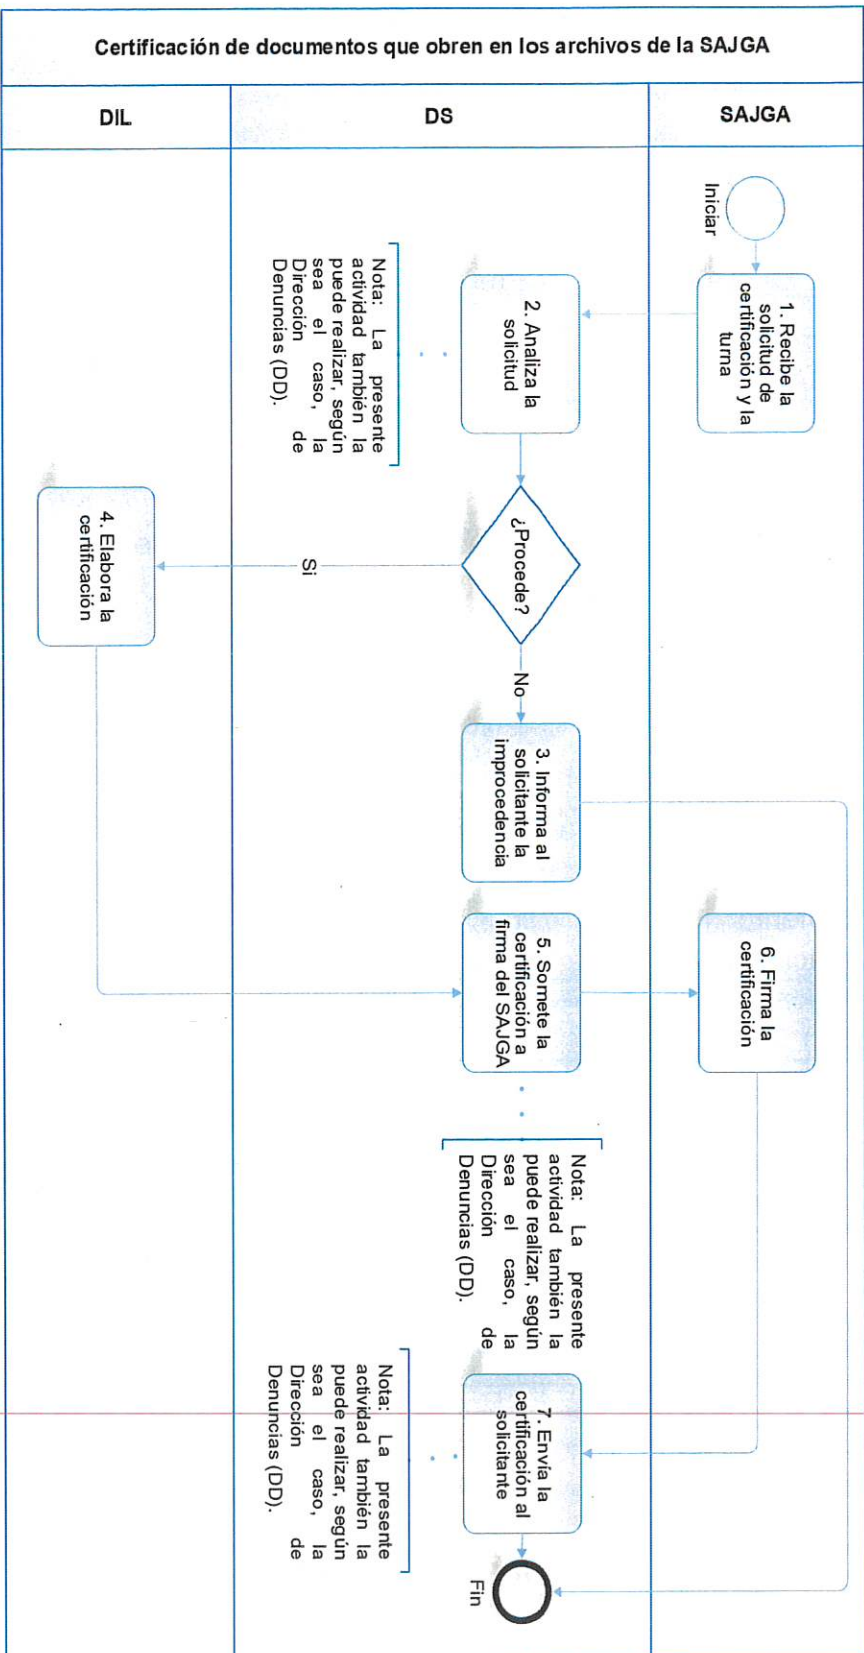 Certificación de documentos que obren en los archivos de la SAJGA
SAJGA
DS
DIL
Iniciar
1. Recibe la
solicitud de
certificación y la
turna
2. Analiza la
solicitud
Nota: La presente
actividad también la
puede realizar, según
sea el caso, la
Dirección de
Denuncias (DD).
¿Procede?
No
Si
3. Informa al
solicitante la
improcedencia
4. Elabora la
certificación
5. Somete la
certificación a
firma del SAJGA
Nota: La presente
actividad también la
puede realizar, según
sea el caso, la
Dirección de
Denuncias (DD).
6. Firma la
certificación
7. Envía la
certificación al
solicitante
Nota: La presente
actividad también la
puede realizar, según
sea el caso, la
Dirección de
Denuncias (DD).
Fin